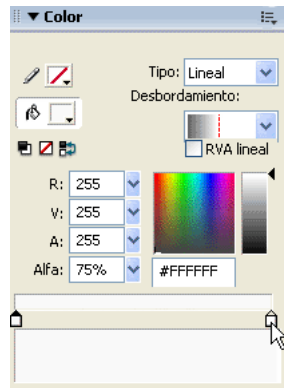 Color
Tipo: Lineal
Desbordamiento:
RVA lineal
R: 255
V: 255
A: 255
Alfa: 75% #FFFFFF